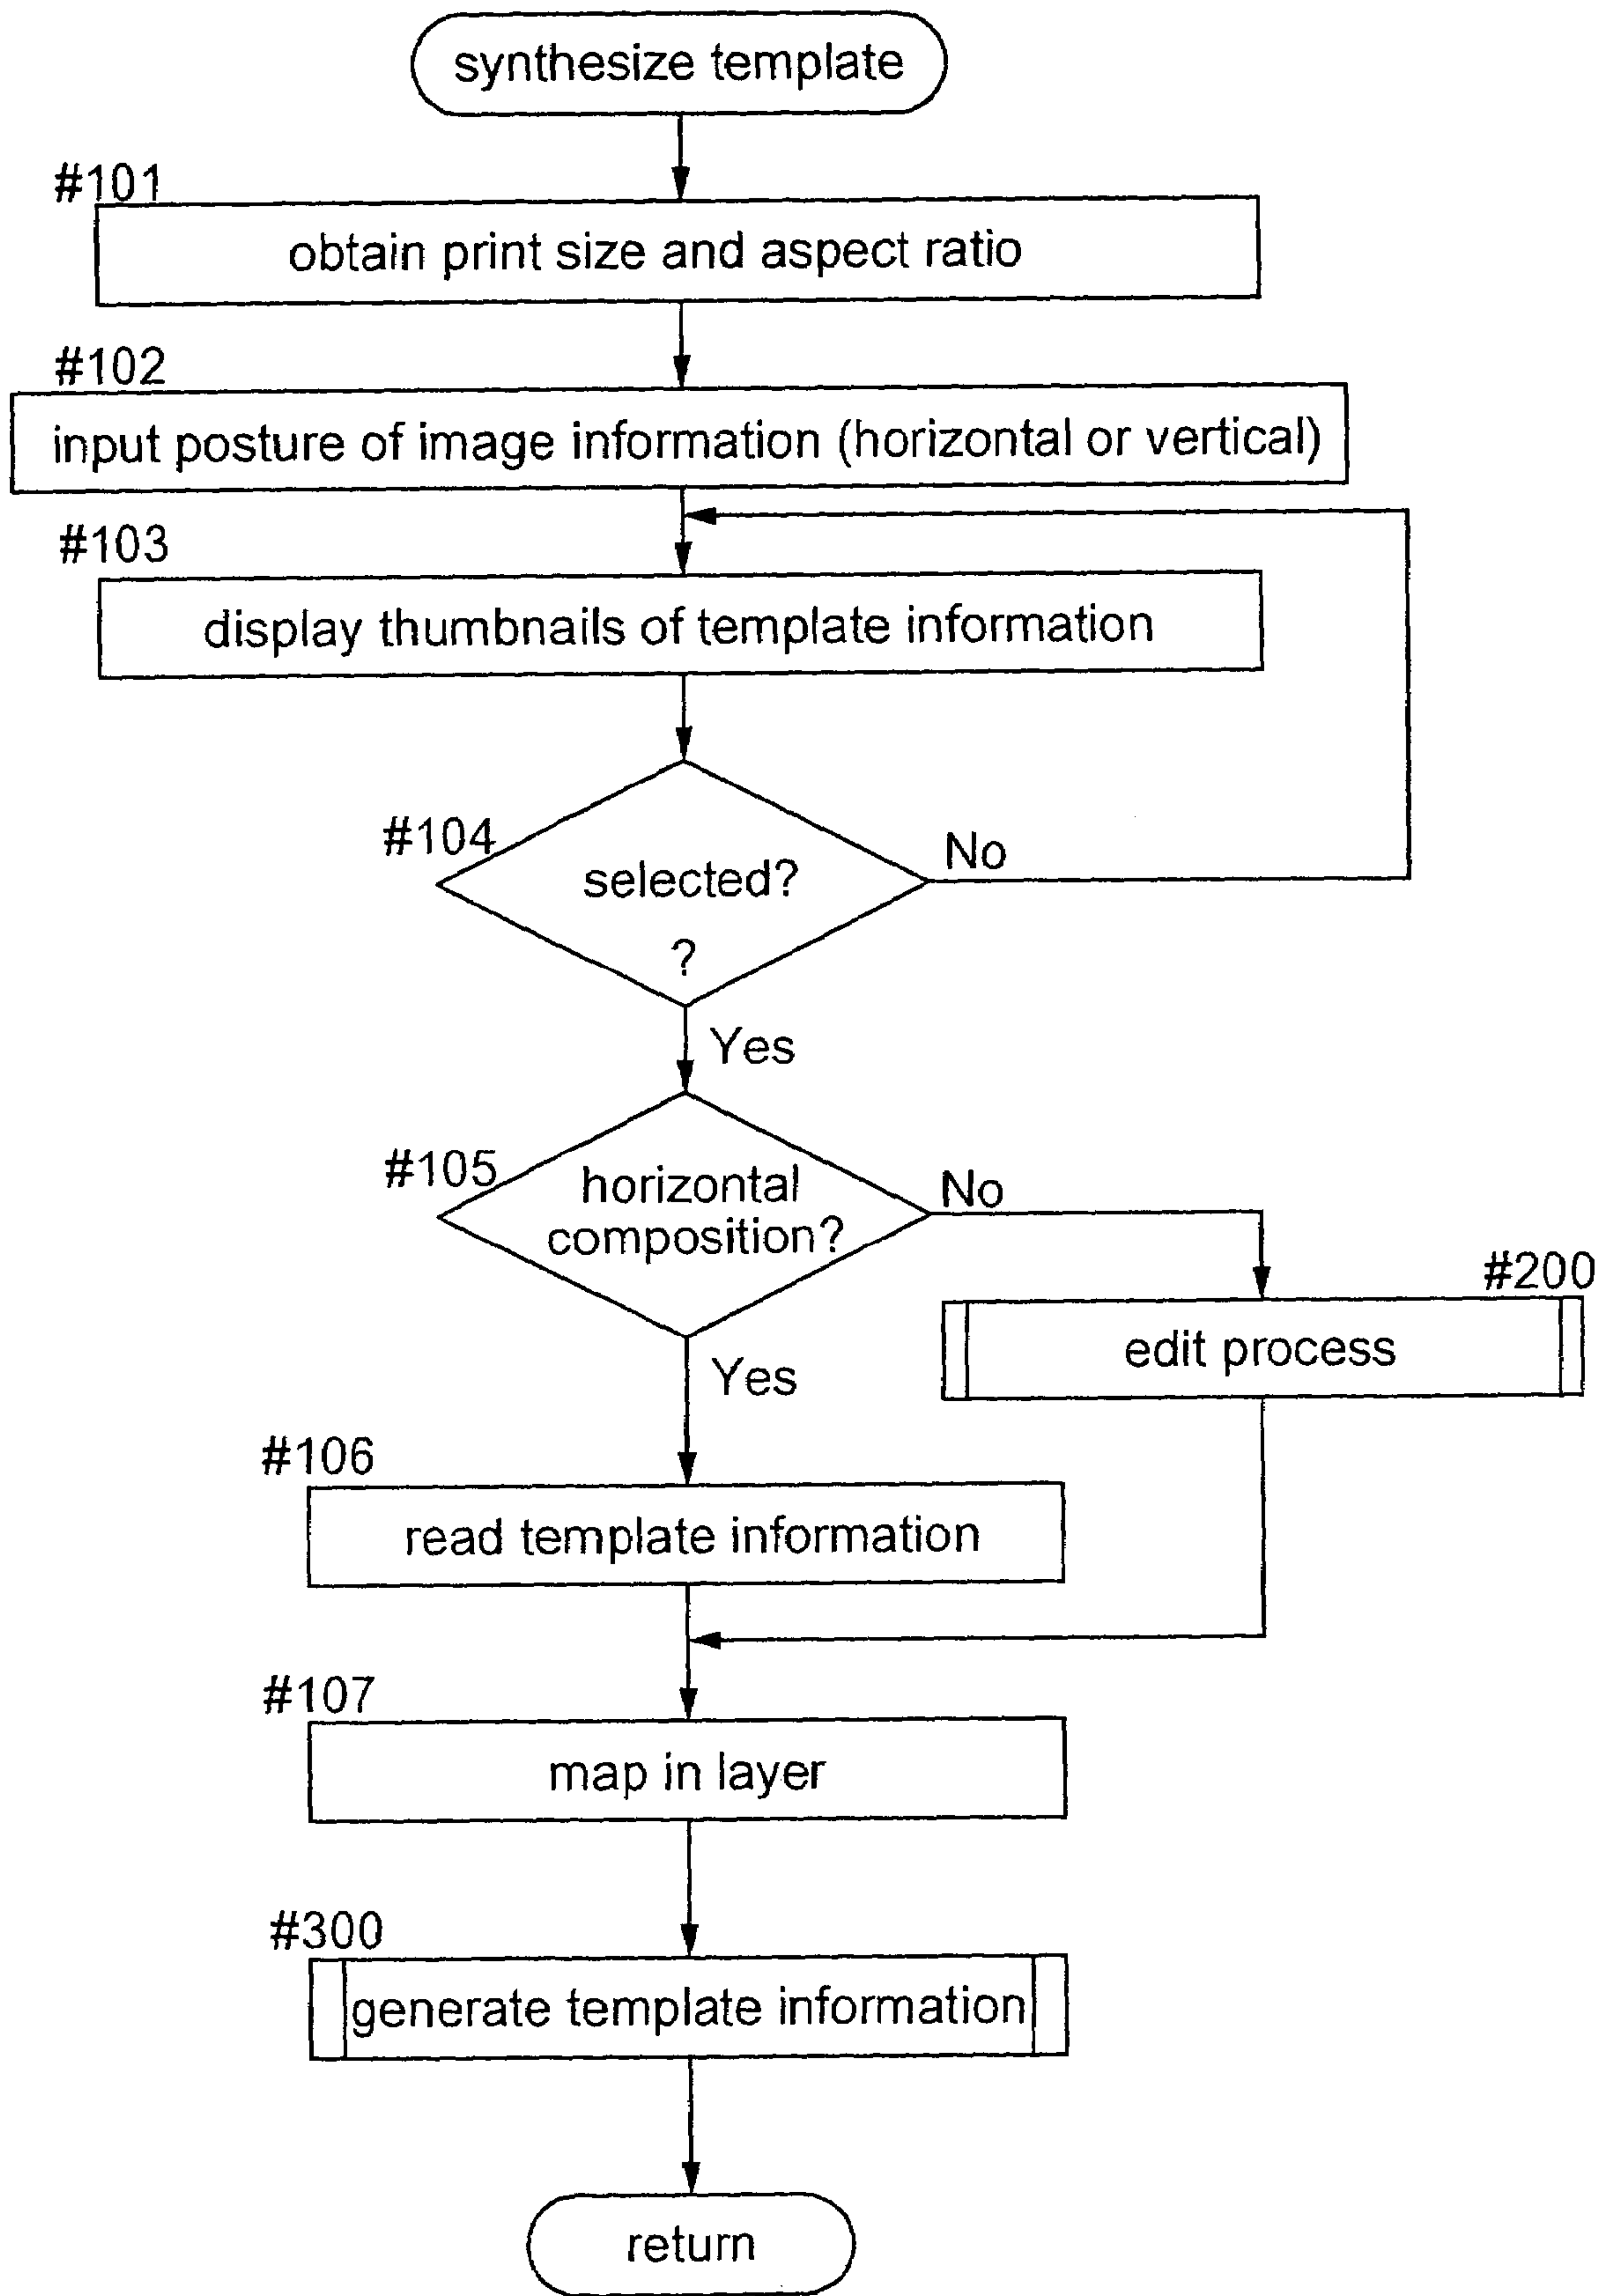 synthesize template
#101
obtain print size and aspect ratio
#102
input posture of image information (horizontal or vertical)
#103
display thumbnails of template information
#104
selected?
?
No
Yes
#105
horizontal
composition?
No
#200
edit process
Yes
#106
read template information
#107
map in layer
#300
generate template information
return